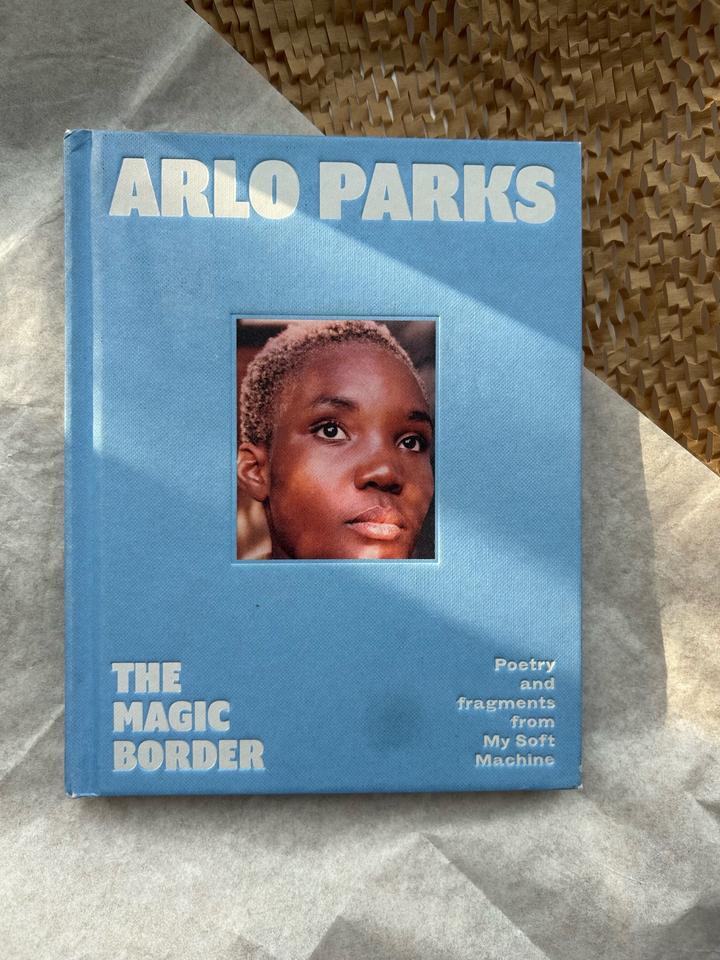 ARLO PARKS
THE
MAGIC
BORDER
Poetry
and
fragments
from
My Soft
Machine